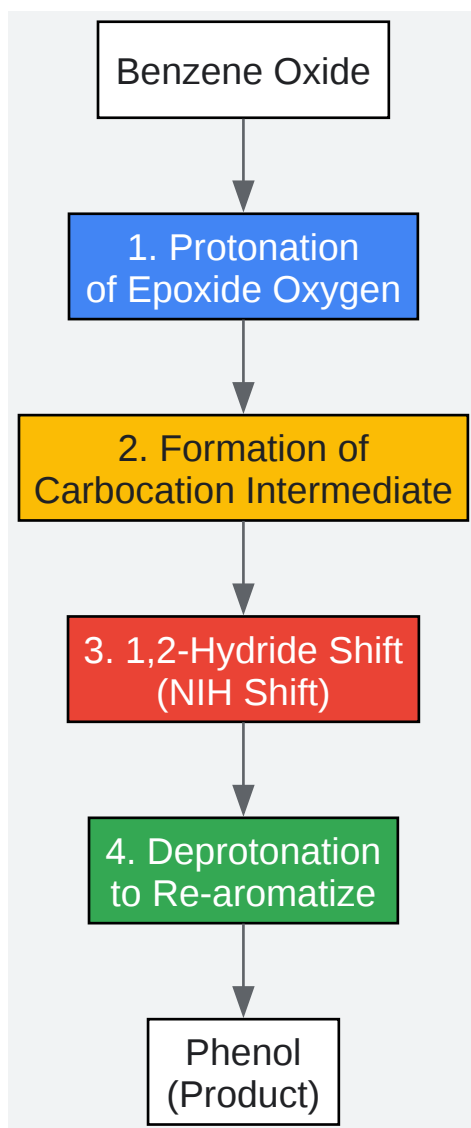 Benzene Oxide
1. Protonation
of Epoxide Oxygen
2. Formation of
Carbocation Intermediate
3. 1,2-Hydride Shift
(NIH Shift)
4. Deprotonation
to Re-aromatize
Phenol
(Product)